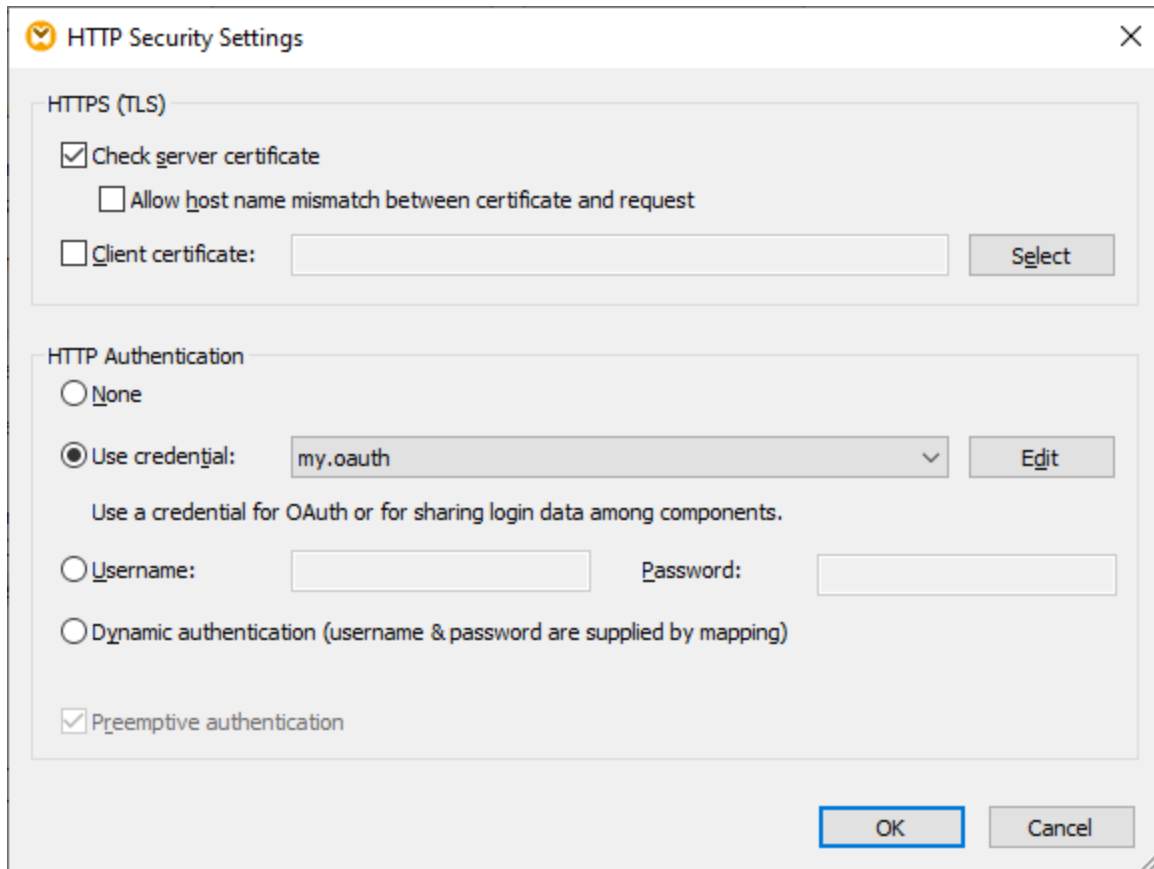 HTTP Security Settings
HTTPS (TLS)
Check server certificate
Allow host name mismatch between certificate and request
Client certificate: Select
HTTP Authentication
None
Use credential: my.oauth Edit
Use a credential for OAuth or for sharing login data among components.
Username: Password:
Dynamic authentication (username & password are supplied by mapping)
Preemptive authentication
OK Cancel